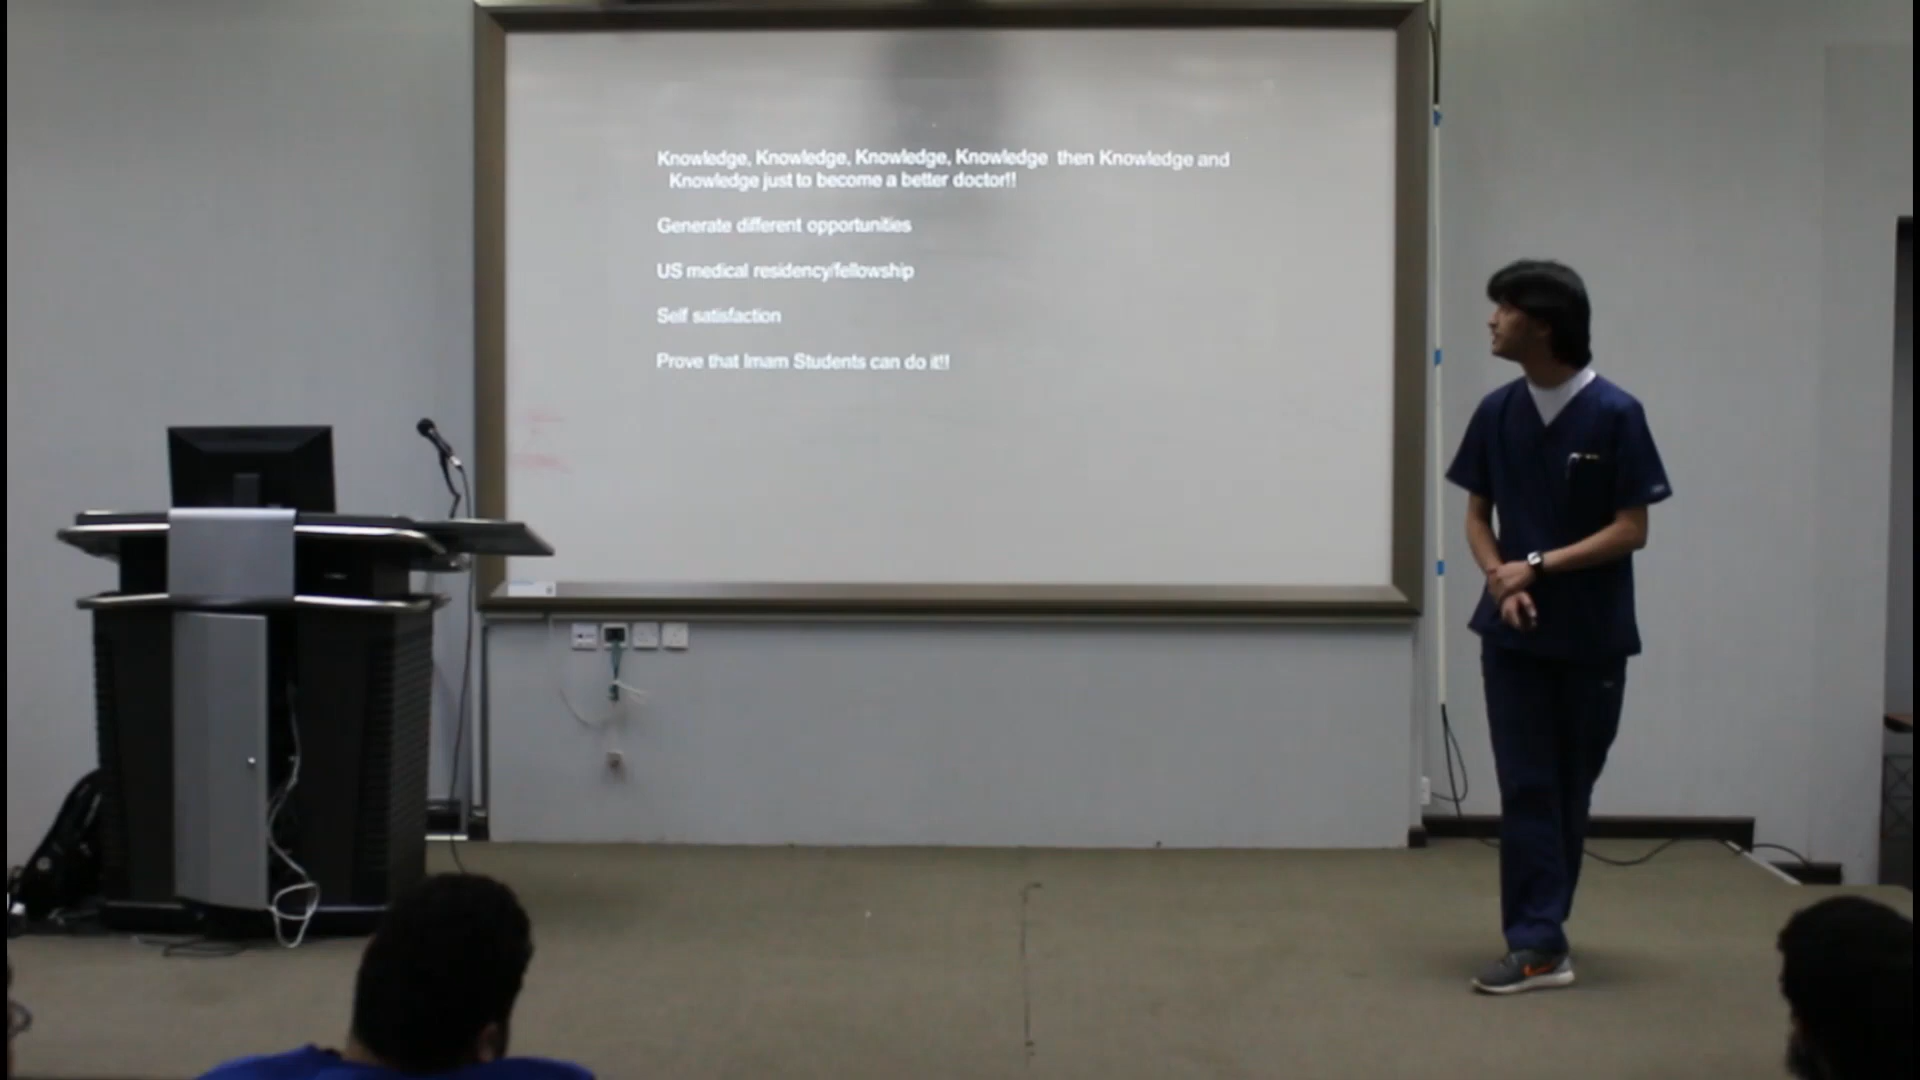 Knowledge, Knowledge, Knowledge, Knowledge then Knowledge and
Knowledge just to become a better doctor!!
Generate different opportunities
US medical residency/fellowship
Self satisfaction
Prove that Imam Students can do it!!